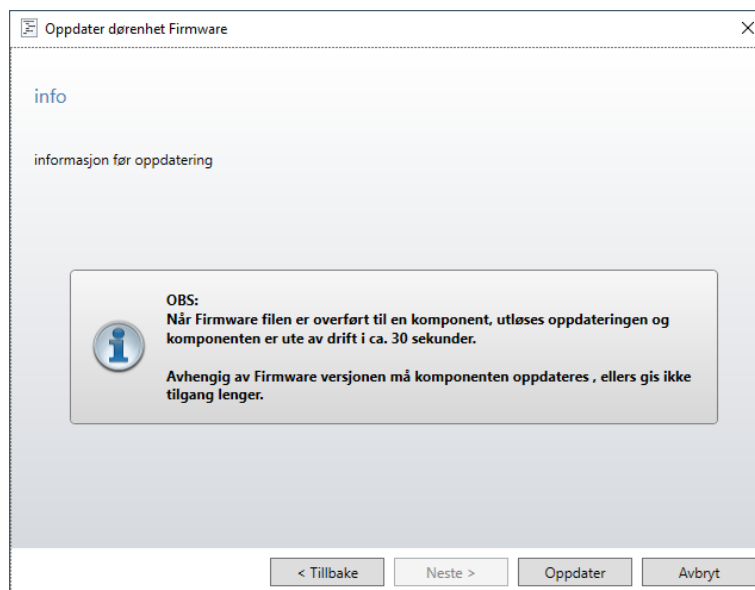 Oppdater dørenhet Firmware
info
informasjon før oppdatering
OBS:
Når Firmware filen er overført til en komponent, utløses oppdateringen og
komponenten er ute av drift i ca. 30 sekunder.
Avhengig av Firmware versjonen må komponenten oppdateres , ellers gis ikke
tilgang lenger.
< Tillbake
Neste >
Oppdater
Avbryt